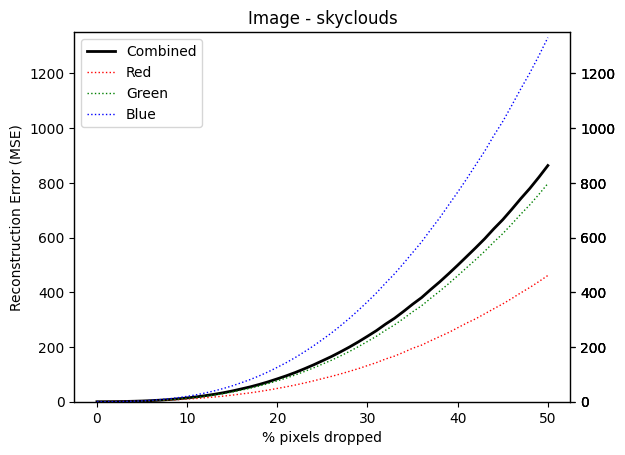 Image - skyclouds
Combined
Red
Green
Blue
Reconstruction Error (MSE)
1200
1000
800
600
400
200
0
1200
1000
800
600
400
200
0
0 10 20 30 40 50
% pixels dropped